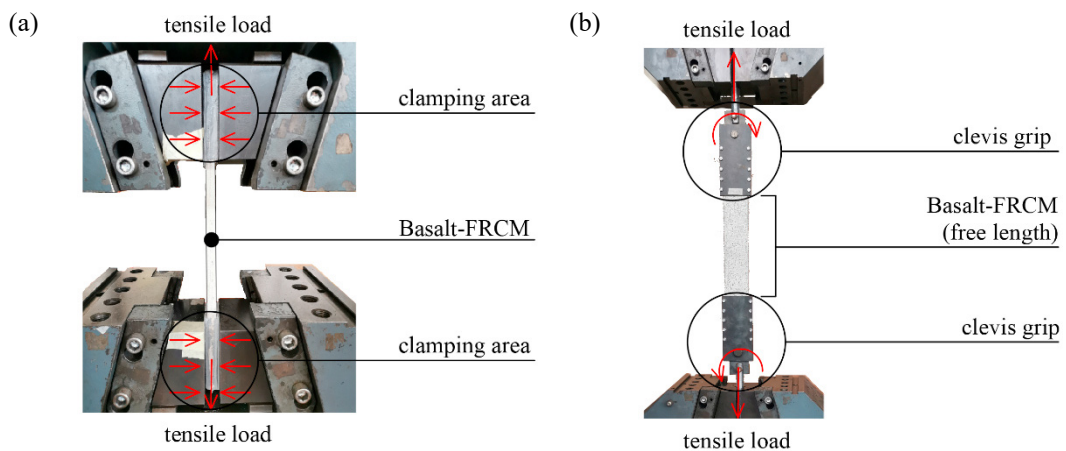 (a)
tensile load
clamping area
Basalt-FRCM
clamping area
tensile load
(b)
tensile load
clevis grip
Basalt-FRCM
(free length)
clevis grip
tensile load